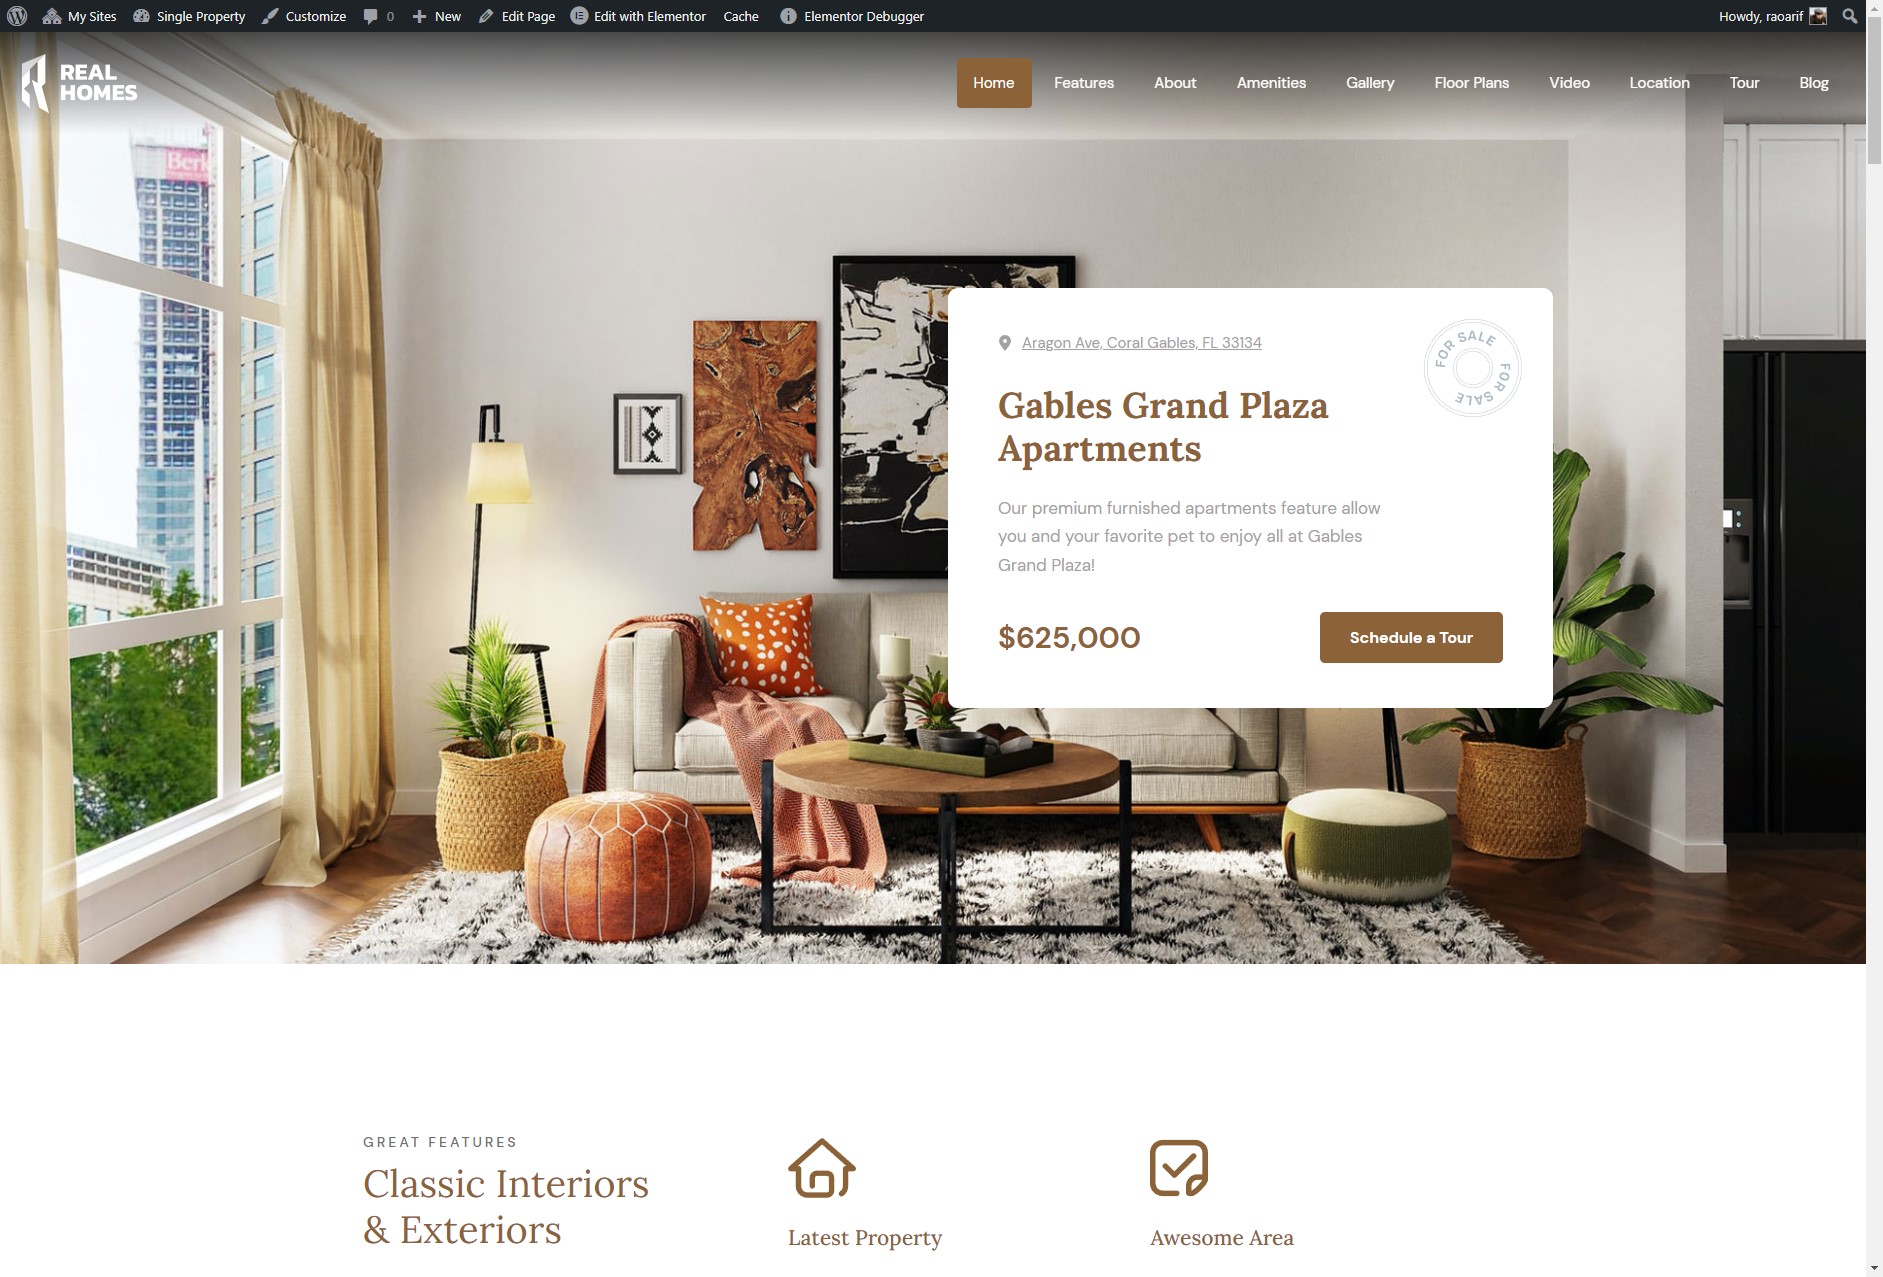 My Sites
Single Property
Customize
0
New
Edit Page
Edit with Elementor
Cache
Elementor Debugger
Howdy, raoarif
REAL
HOMES
Home
Features
About
Amenities
Gallery
Floor Plans
Video
Location
Tour
Blog
Aragon Ave, Coral Gables, FL 33134
FOR SALE FOR SALE
Gables Grand Plaza
Apartments
Our premium furnished apartments feature allow
you and your favorite pet to enjoy all at Gables
Grand Plaza!
$625,000
Schedule a Tour
GREAT FEATURES
Classic Interiors
& Exteriors
Latest Property
Awesome Area